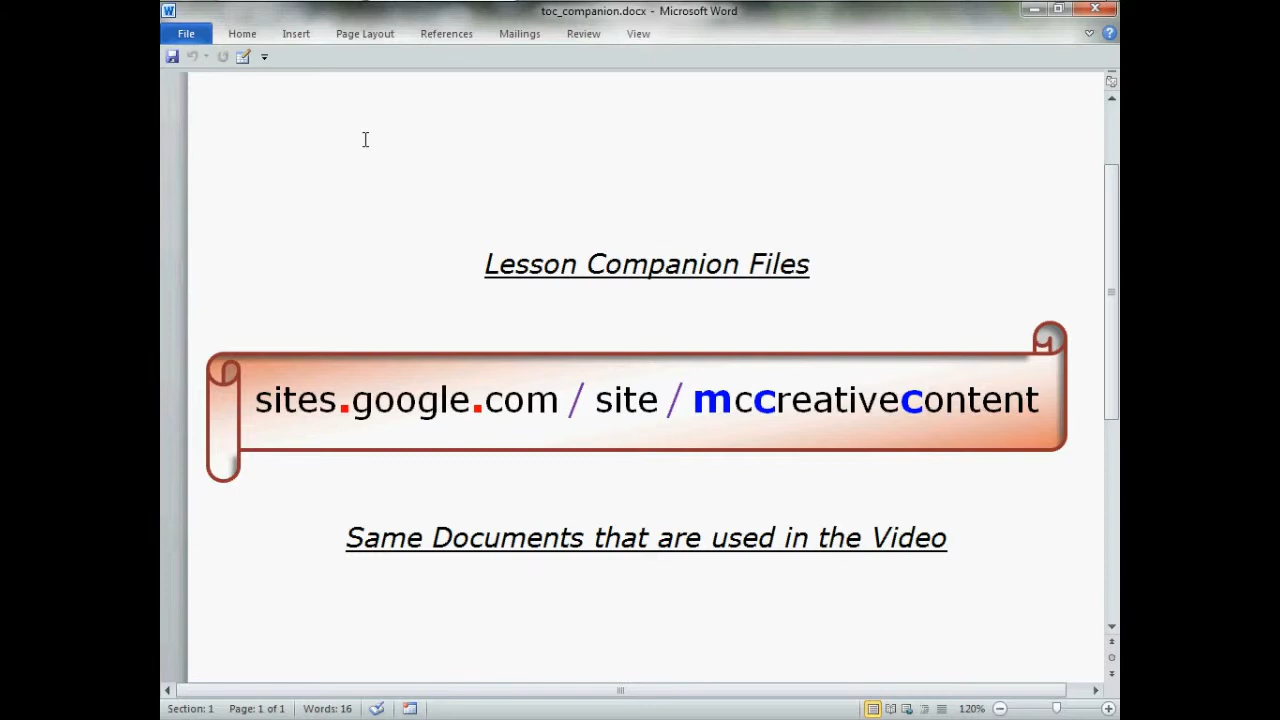 toc_companion.docx - Microsoft Word
File Home Insert Page Layout References Mailings Review View
Lesson Companion Files
sites.google.com / site / mccreativecontent
Same Documents that are used in the Video
Section: 1 Page: 1 of 1 Words: 16 120%